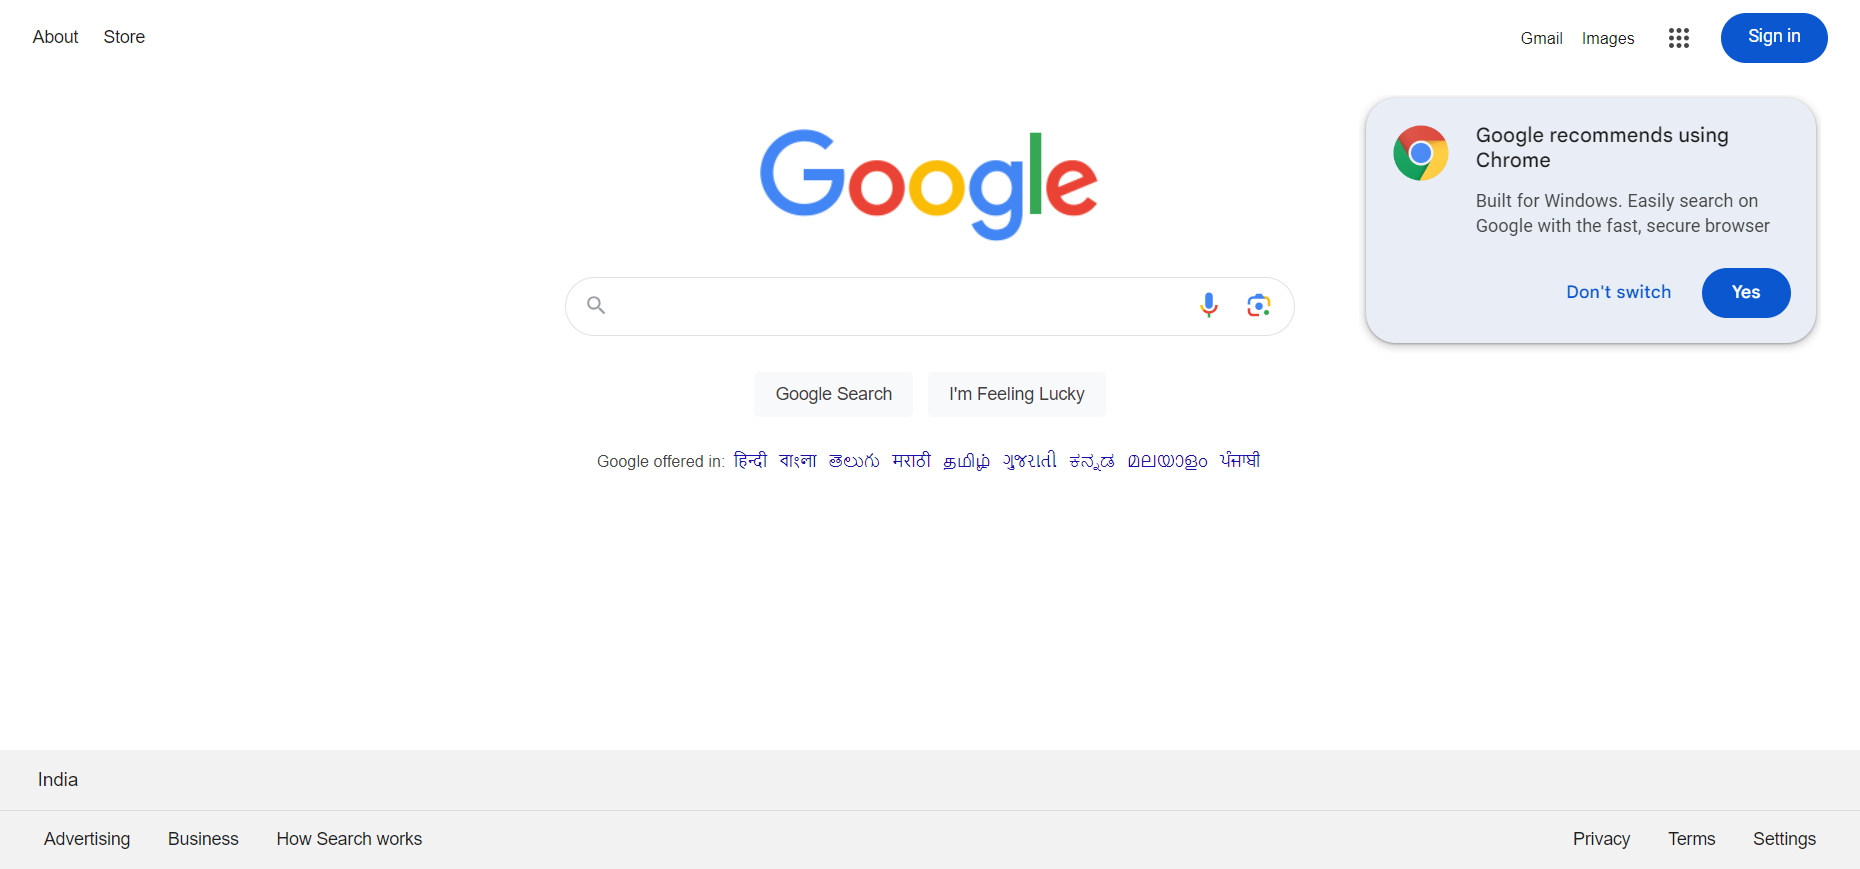 About Store
Gmail Images Sign in
Google
Google recommends using
Chrome
Built for Windows. Easily search on
Google with the fast, secure browser
Don't switch Yes
Google Search I'm Feeling Lucky
Google offered in: हिन्दी বাংলা తెలుగు मराठी தமிழ் ગુજરાતી ಕನ್ನಡ മലയാളം ਪੰਜਾਬੀ
India
Advertising Business How Search works
Privacy Terms Settings